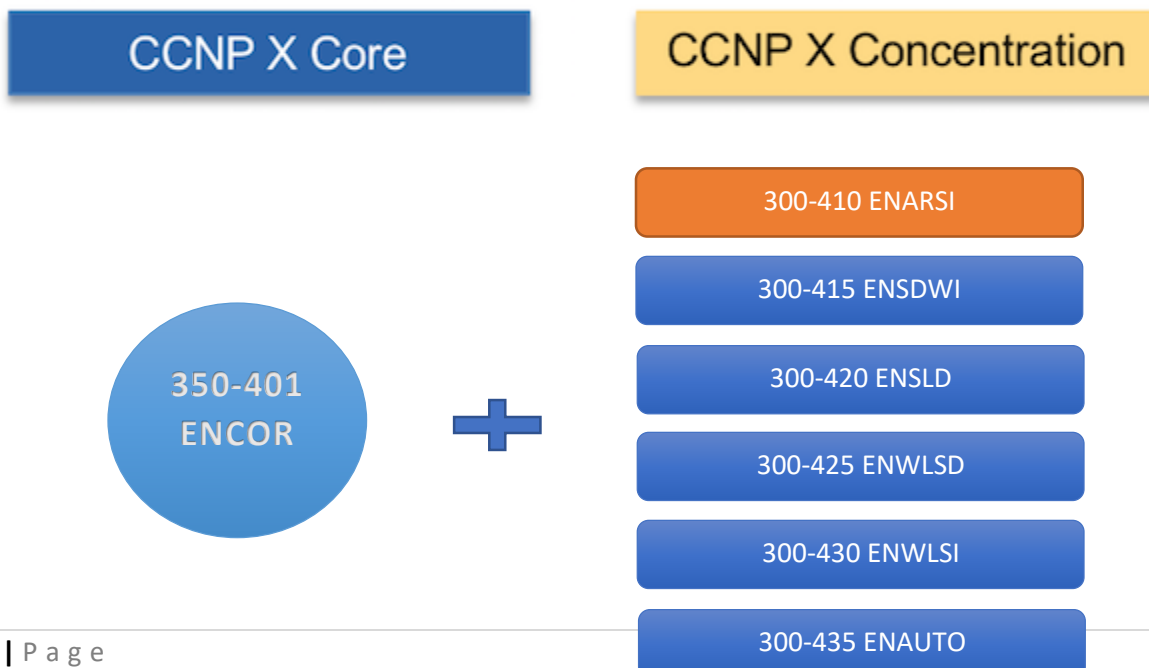 CCNP X Core
CCNP X Concentration
350-401
ENCOR
300-410 ENARSI
300-415 ENSDWI
300-420 ENSLD
300-425 ENWLSD
300-430 ENWLSI
300-435 ENAUTO
| P a g e